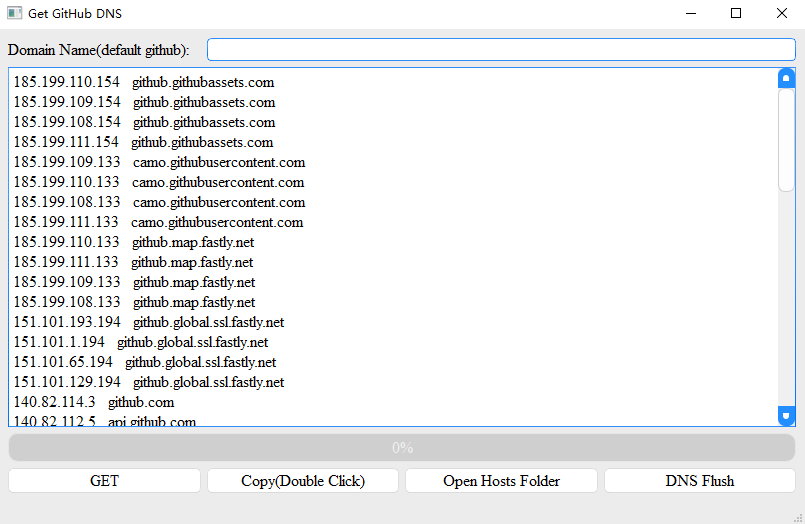 Get GitHub DNS
Domain Name(default github):
185.199.110.154 github.githubassets.com
185.199.109.154 github.githubassets.com
185.199.108.154 github.githubassets.com
185.199.111.154 github.githubassets.com
185.199.109.133 camo.githubusercontent.com
185.199.110.133 camo.githubusercontent.com
185.199.108.133 camo.githubusercontent.com
185.199.111.133 camo.githubusercontent.com
185.199.110.133 github.map.fastly.net
185.199.111.133 github.map.fastly.net
185.199.109.133 github.map.fastly.net
185.199.108.133 github.map.fastly.net
151.101.193.194 github.global.ssl.fastly.net
151.101.1.194 github.global.ssl.fastly.net
151.101.65.194 github.global.ssl.fastly.net
151.101.129.194 github.global.ssl.fastly.net
140.82.114.3 github.com
140.82.112.5 api.github.com
0%
GET Copy(Double Click) Open Hosts Folder DNS Flush